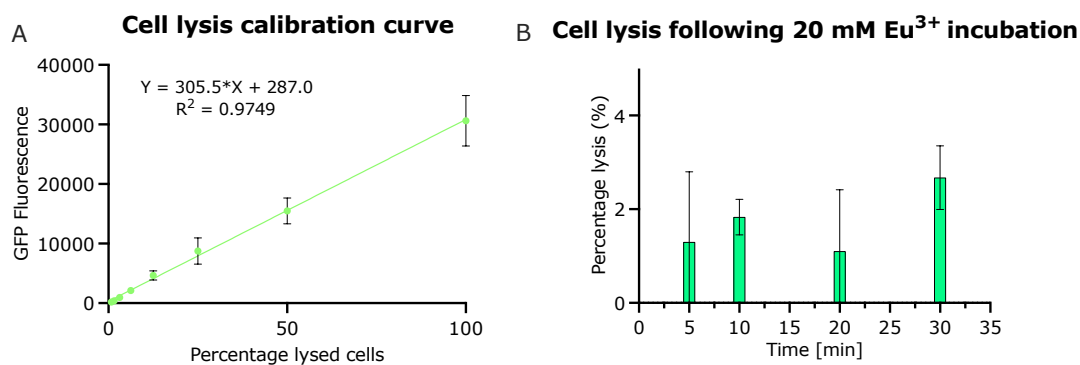 A
Cell lysis calibration curve
GFP Fluorescence
40000
30000
20000
10000
0
Y = 305.5*X + 287.0
R² = 0.9749
0
50
100
Percentage lysed cells
B
Cell lysis following 20 mM Eu³⁺ incubation
Percentage lysis (%)
4
2
0
0
5
10
15
20
25
30
35
Time [min]